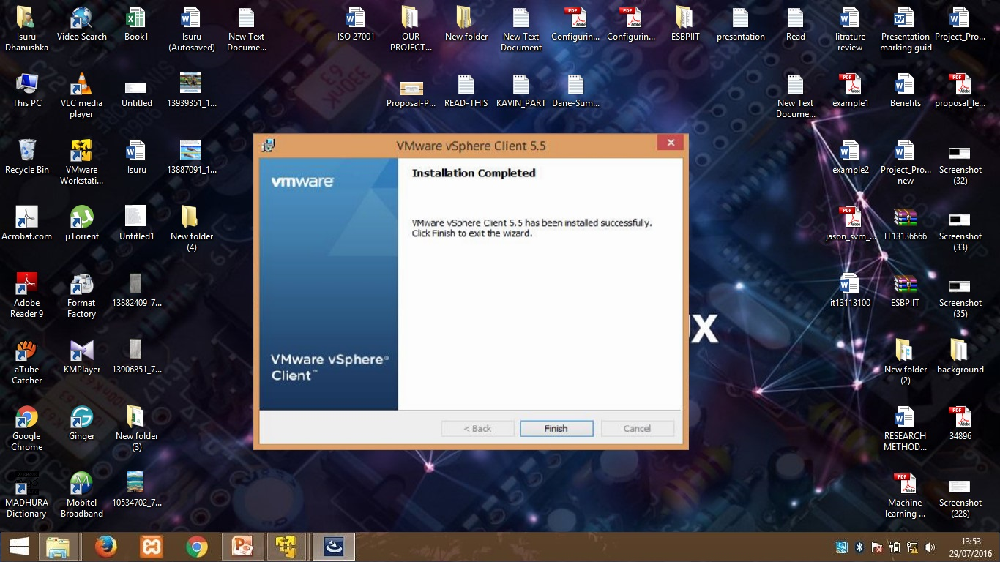 Isuru
Dhanushka
Video Search
Book1
Isuru
(Autosaved)
New Text
Docume...
ISO 27001
OUR
PROJECT...
New folder
New Text
Document
Configurin...
Configurin...
ESBPIIT
presantation
Read
litrature
review
Presentation
marking guid
Project_Pro...
This PC
VLC media
player
Untitled
13939351_1...
Proposal-P...
READ-THIS
KAVIN_PART
Dane-Sum...
New Text
Docume...
example1
Benefits
proposal_le...
Recycle Bin
VMware
Workstati...
Isuru
13887091_1...
example2
Project_Pro...
new
Screenshot
(32)
Acrobat.com
µTorrent
Untitled1
New folder
(4)
jason_svm_...
IT13136666
Screenshot
(33)
Adobe
Reader 9
Format
Factory
13882409_7...
it13113100
ESBPIIT
Screenshot
(35)
aTube
Catcher
KMPlayer
13906851_7...
New folder
(2)
background
Google
Chrome
Ginger
New folder
(3)
RESEARCH
METHOD...
34896
MADHURA
Dictionary
Mobitel
Broadband
10534702_7...
Machine
learning ...
Screenshot
(228)
VMware vSphere Client 5.5
vmware
Installation Completed
VMware vSphere Client 5.5 has been installed successfully.
Click Finish to exit the wizard.
VMware vSphere®
Client™
< Back
Finish
Cancel
13:53
29/07/2016